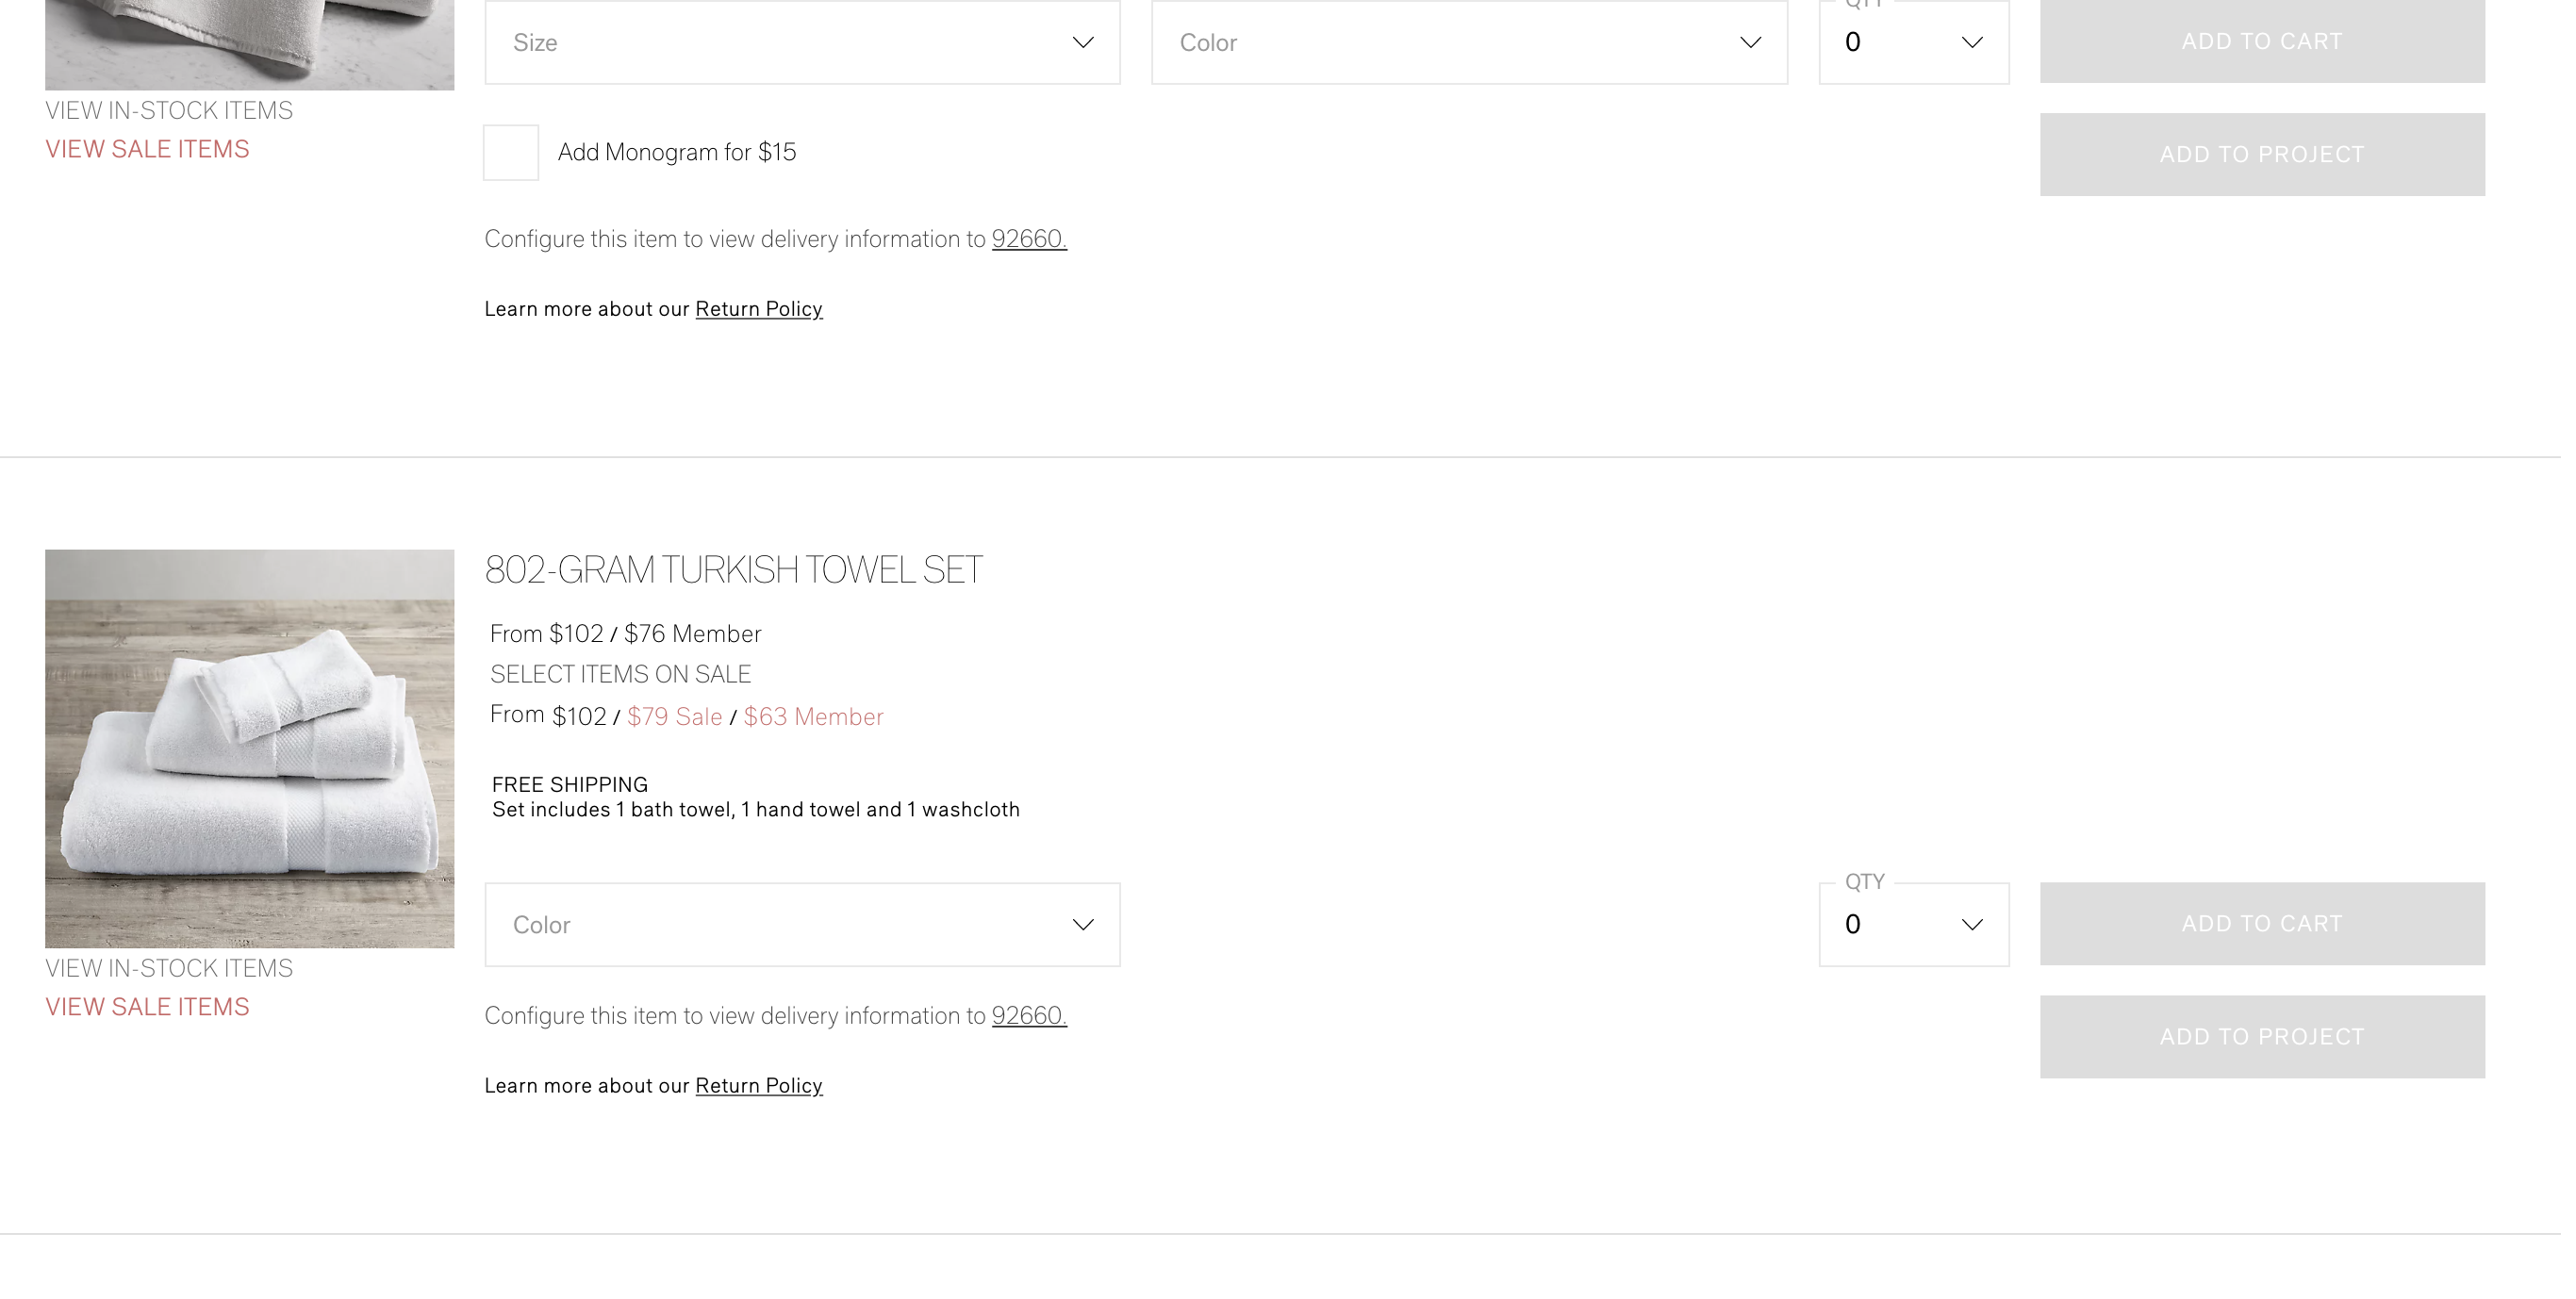 QTY
Size
Color
0
ADD TO CART
VIEW IN-STOCK ITEMS
VIEW SALE ITEMS
Add Monogram for $15
ADD TO PROJECT
Configure this item to view delivery information to 92660.
Learn more about our Return Policy
802-GRAM TURKISH TOWEL SET
From $102 / $76 Member
SELECT ITEMS ON SALE
From $102 / $79 Sale / $63 Member
FREE SHIPPING
Set includes 1 bath towel, 1 hand towel and 1 washcloth
QTY
Color
0
ADD TO CART
VIEW IN-STOCK ITEMS
VIEW SALE ITEMS
Configure this item to view delivery information to 92660.
ADD TO PROJECT
Learn more about our Return Policy